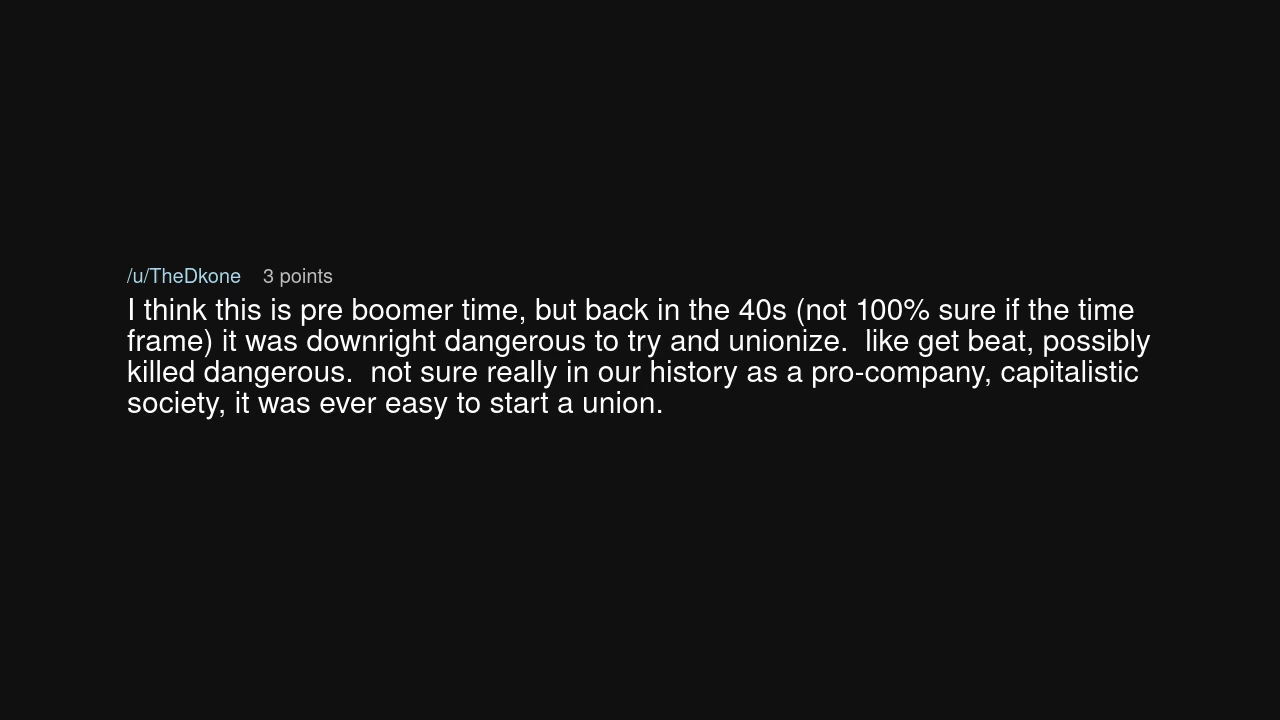 /u/TheDkone 3 points
I think this is pre boomer time, but back in the 40s (not 100% sure if the time
frame) it was downright dangerous to try and unionize.  like get beat, possibly
killed dangerous.  not sure really in our history as a pro-company, capitalistic
society, it was ever easy to start a union.